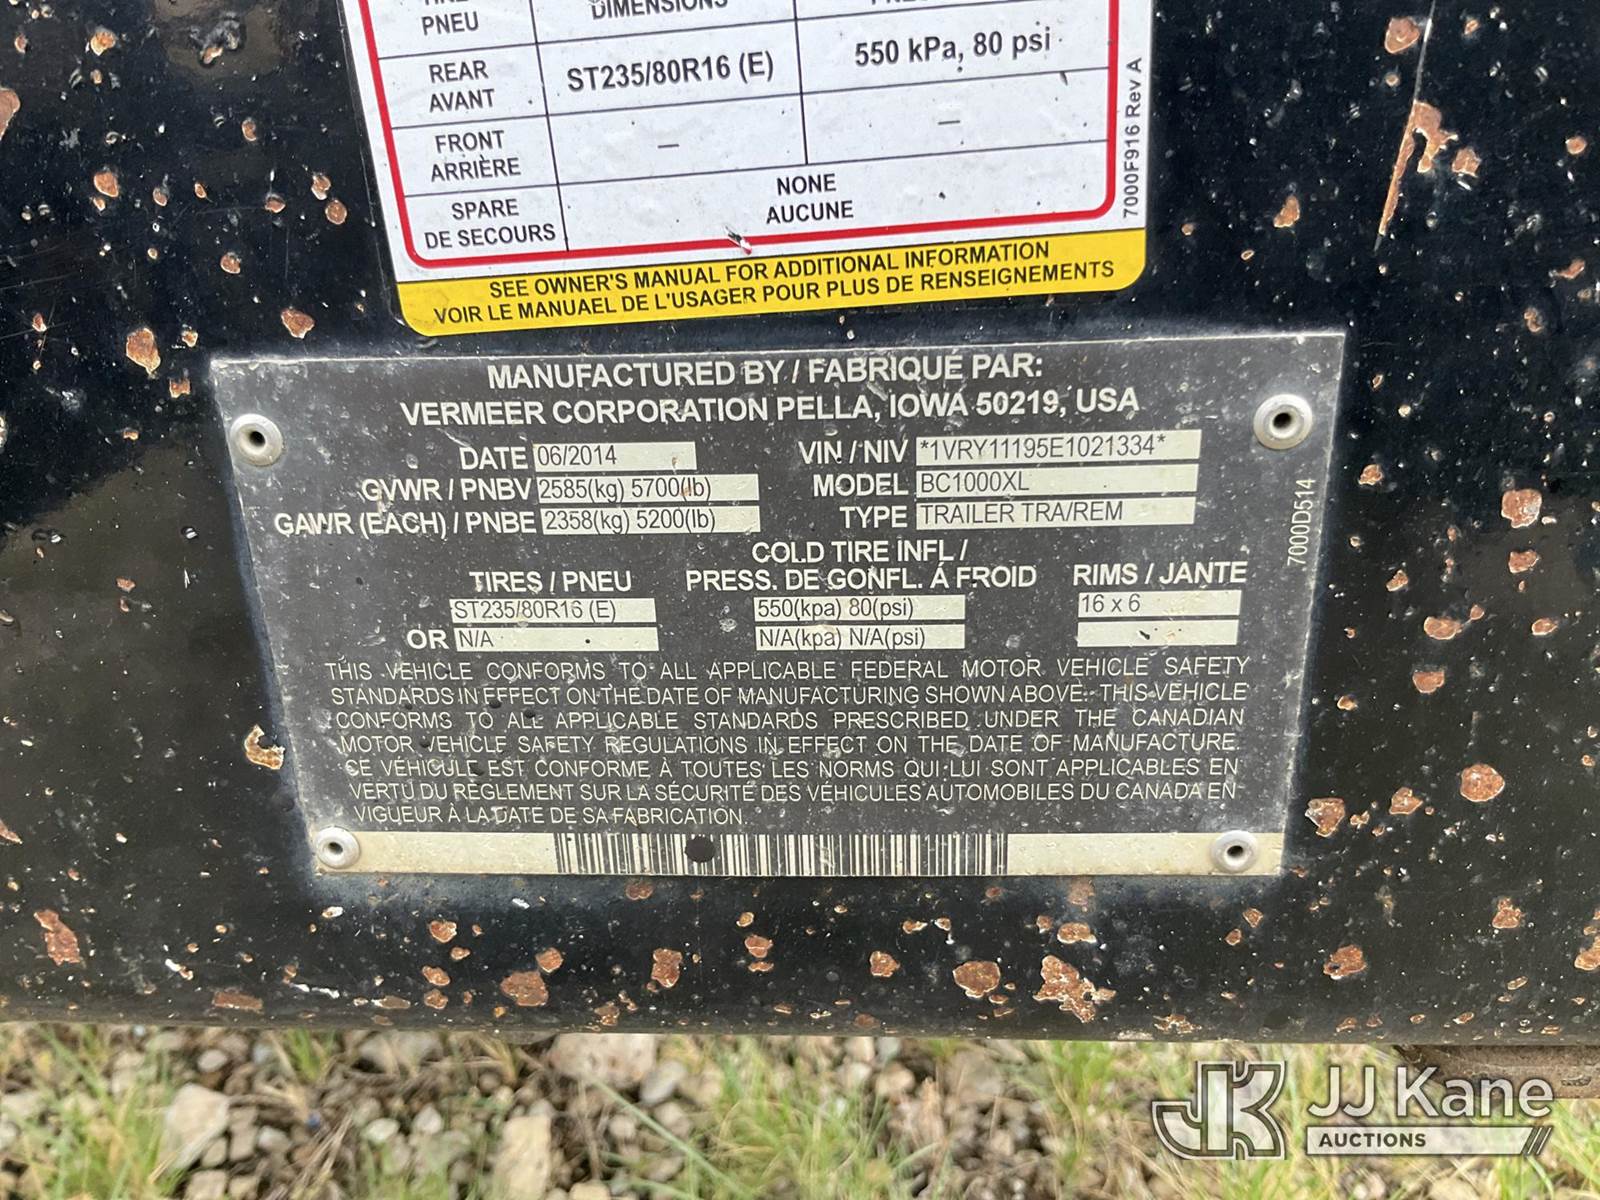 PNEU
DIMENSIONS
REAR
AVANT
ST235/80R16 (E)
550 kPa, 80 psi
FRONT
ARRIÈRE
–
–
SPARE
DE SECOURS
NONE
AUCUNE
7000F916 Rev A
SEE OWNER'S MANUAL FOR ADDITIONAL INFORMATION
VOIR LE MANUAEL DE L'USAGER POUR PLUS DE RENSEIGNEMENTS
MANUFACTURED BY / FABRIQUÉ PAR:
VERMEER CORPORATION PELLA, IOWA 50219, USA
DATE 06/2014
VIN / NIV *1VRY11195E1021334*
GVWR / PNBV 2585(kg) 5700(lb)
MODEL BC1000XL
GAWR (EACH) / PNBE 2358(kg) 5200(lb)
TYPE TRAILER TRA/REM
7000D514
COLD TIRE INFL /
TIRES / PNEU PRESS. DE GONFL. Á FROID RIMS / JANTE
ST235/80R16 (E) 550(kpa) 80(psi) 16 x 6
OR N/A N/A(kpa) N/A(psi)
THIS VEHICLE CONFORMS TO ALL APPLICABLE FEDERAL MOTOR VEHICLE SAFETY
STANDARDS IN EFFECT ON THE DATE OF MANUFACTURING SHOWN ABOVE. THIS VEHICLE
CONFORMS TO ALL APPLICABLE STANDARDS PRESCRIBED UNDER THE CANADIAN
MOTOR VEHICLE SAFETY REGULATIONS IN EFFECT ON THE DATE OF MANUFACTURE.
CE VÉHICULE EST CONFORME À TOUTES LES NORMS QUI LUI SONT APPLICABLES EN
VERTU DU RÈGLEMENT SUR LA SÉCURITÉ DES VÉHICULES AUTOMOBILES DU CANADA EN
VIGUEUR À LA DATE DE SA FABRICATION.
JK JJ Kane
AUCTIONS